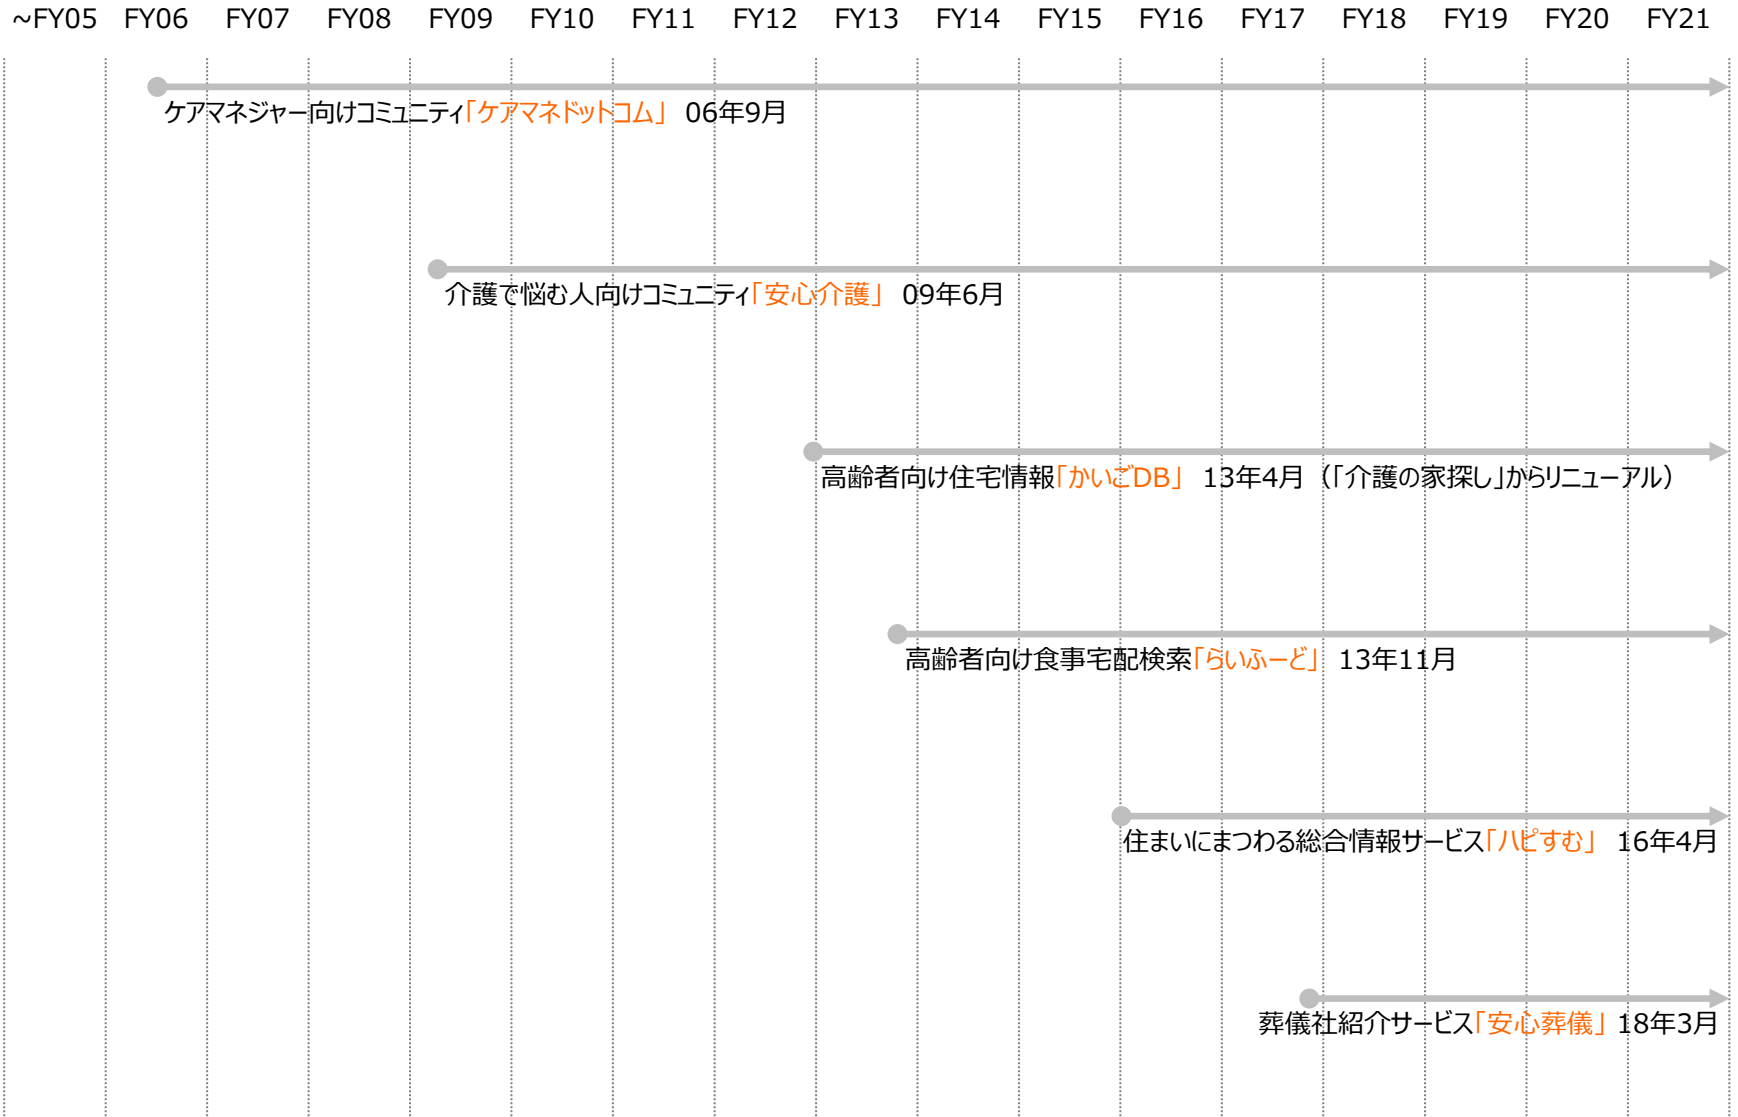 ~FY05 FY06 FY07 FY08 FY09 FY10 FY11 FY12 FY13 FY14 FY15 FY16 FY17 FY18 FY19 FY20 FY21
ケアマネジャー向けコミュニティ「ケアマネドットコム」 06年9月
介護で悩む人向けコミュニティ「安心介護」 09年6月
高齢者向け住宅情報「かいごDB」 13年4月（「介護の家探し」からリニューアル）
高齢者向け食事宅配検索「らいふーど」 13年11月
住まいにまつわる総合情報サービス「ハピすむ」 16年4月
葬儀社紹介サービス「安心葬儀」 18年3月